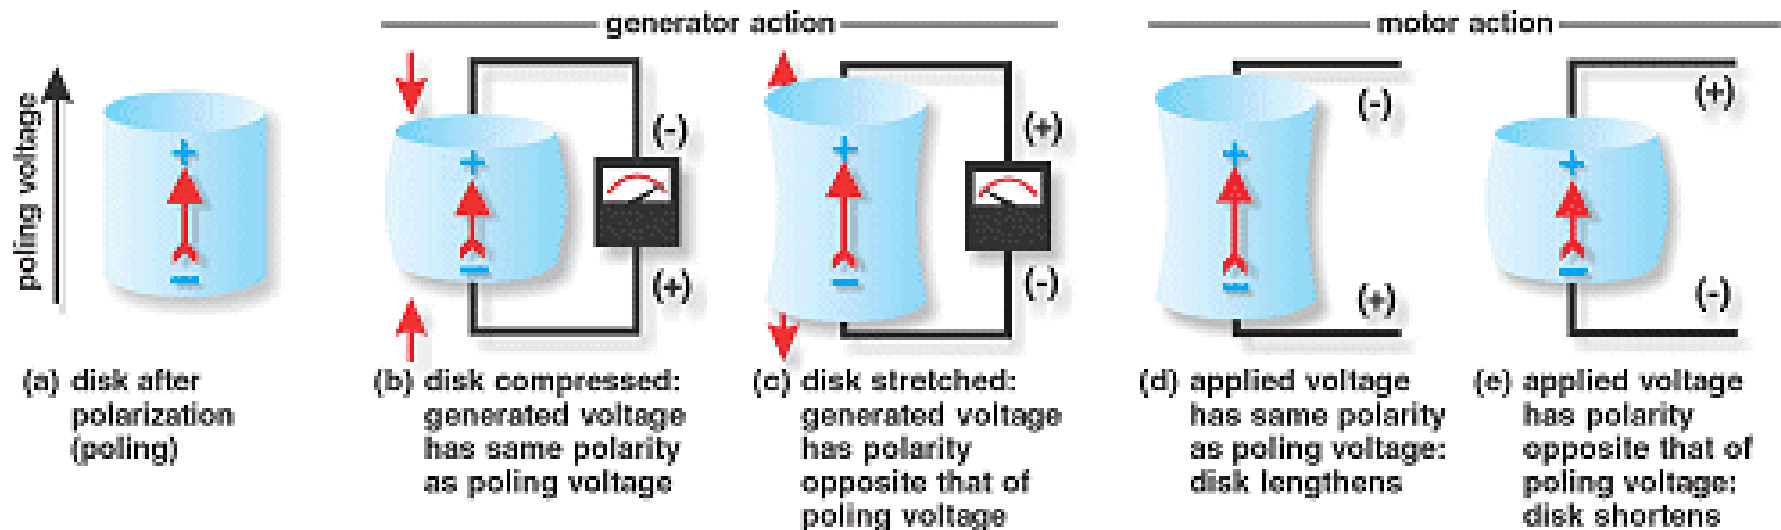 generator action
motor action
poling voltage
+
−
(-)
(+)
+
−
(+)
(-)
+
−
(-)
(+)
+
−
(+)
(-)
+
−
(a) disk after
polarization
(poling)
(b) disk compressed:
generated voltage
has same polarity
as poling voltage
(c) disk stretched:
generated voltage
has polarity
opposite that of
poling voltage
(d) applied voltage
has same polarity
as poling voltage:
disk lengthens
(e) applied voltage
has polarity
opposite that of
poling voltage:
disk shortens